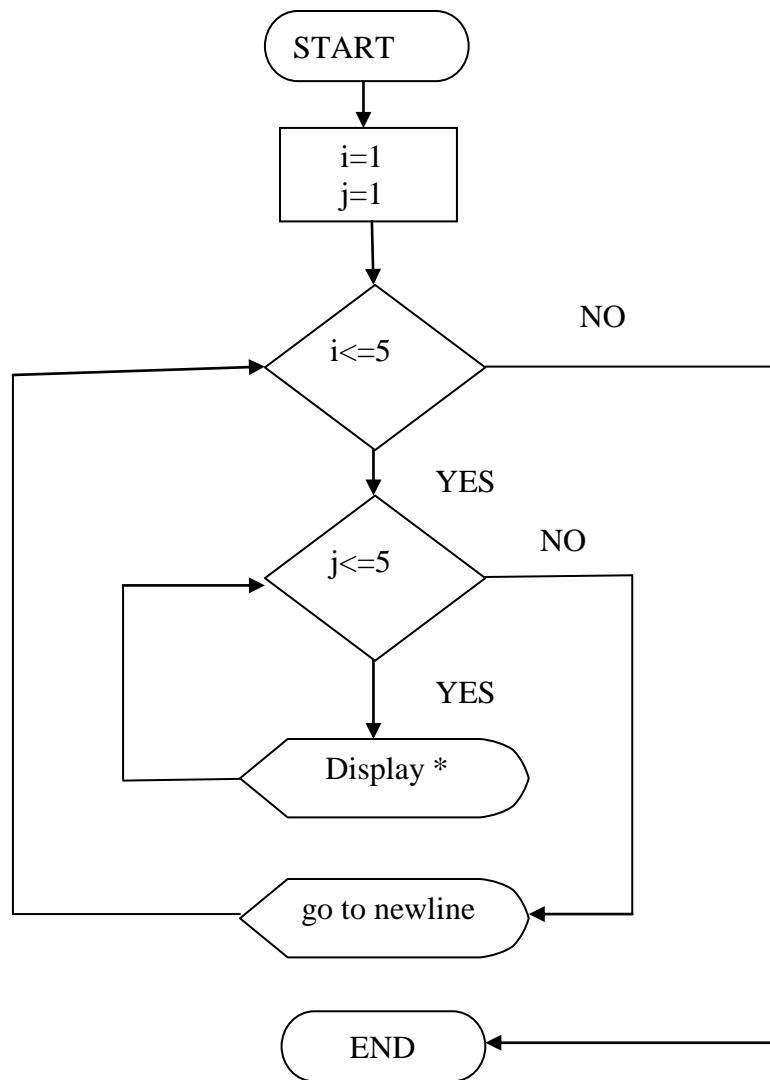 START
i=1
j=1
i<=5
NO
YES
j<=5
NO
YES
Display *
go to newline
END